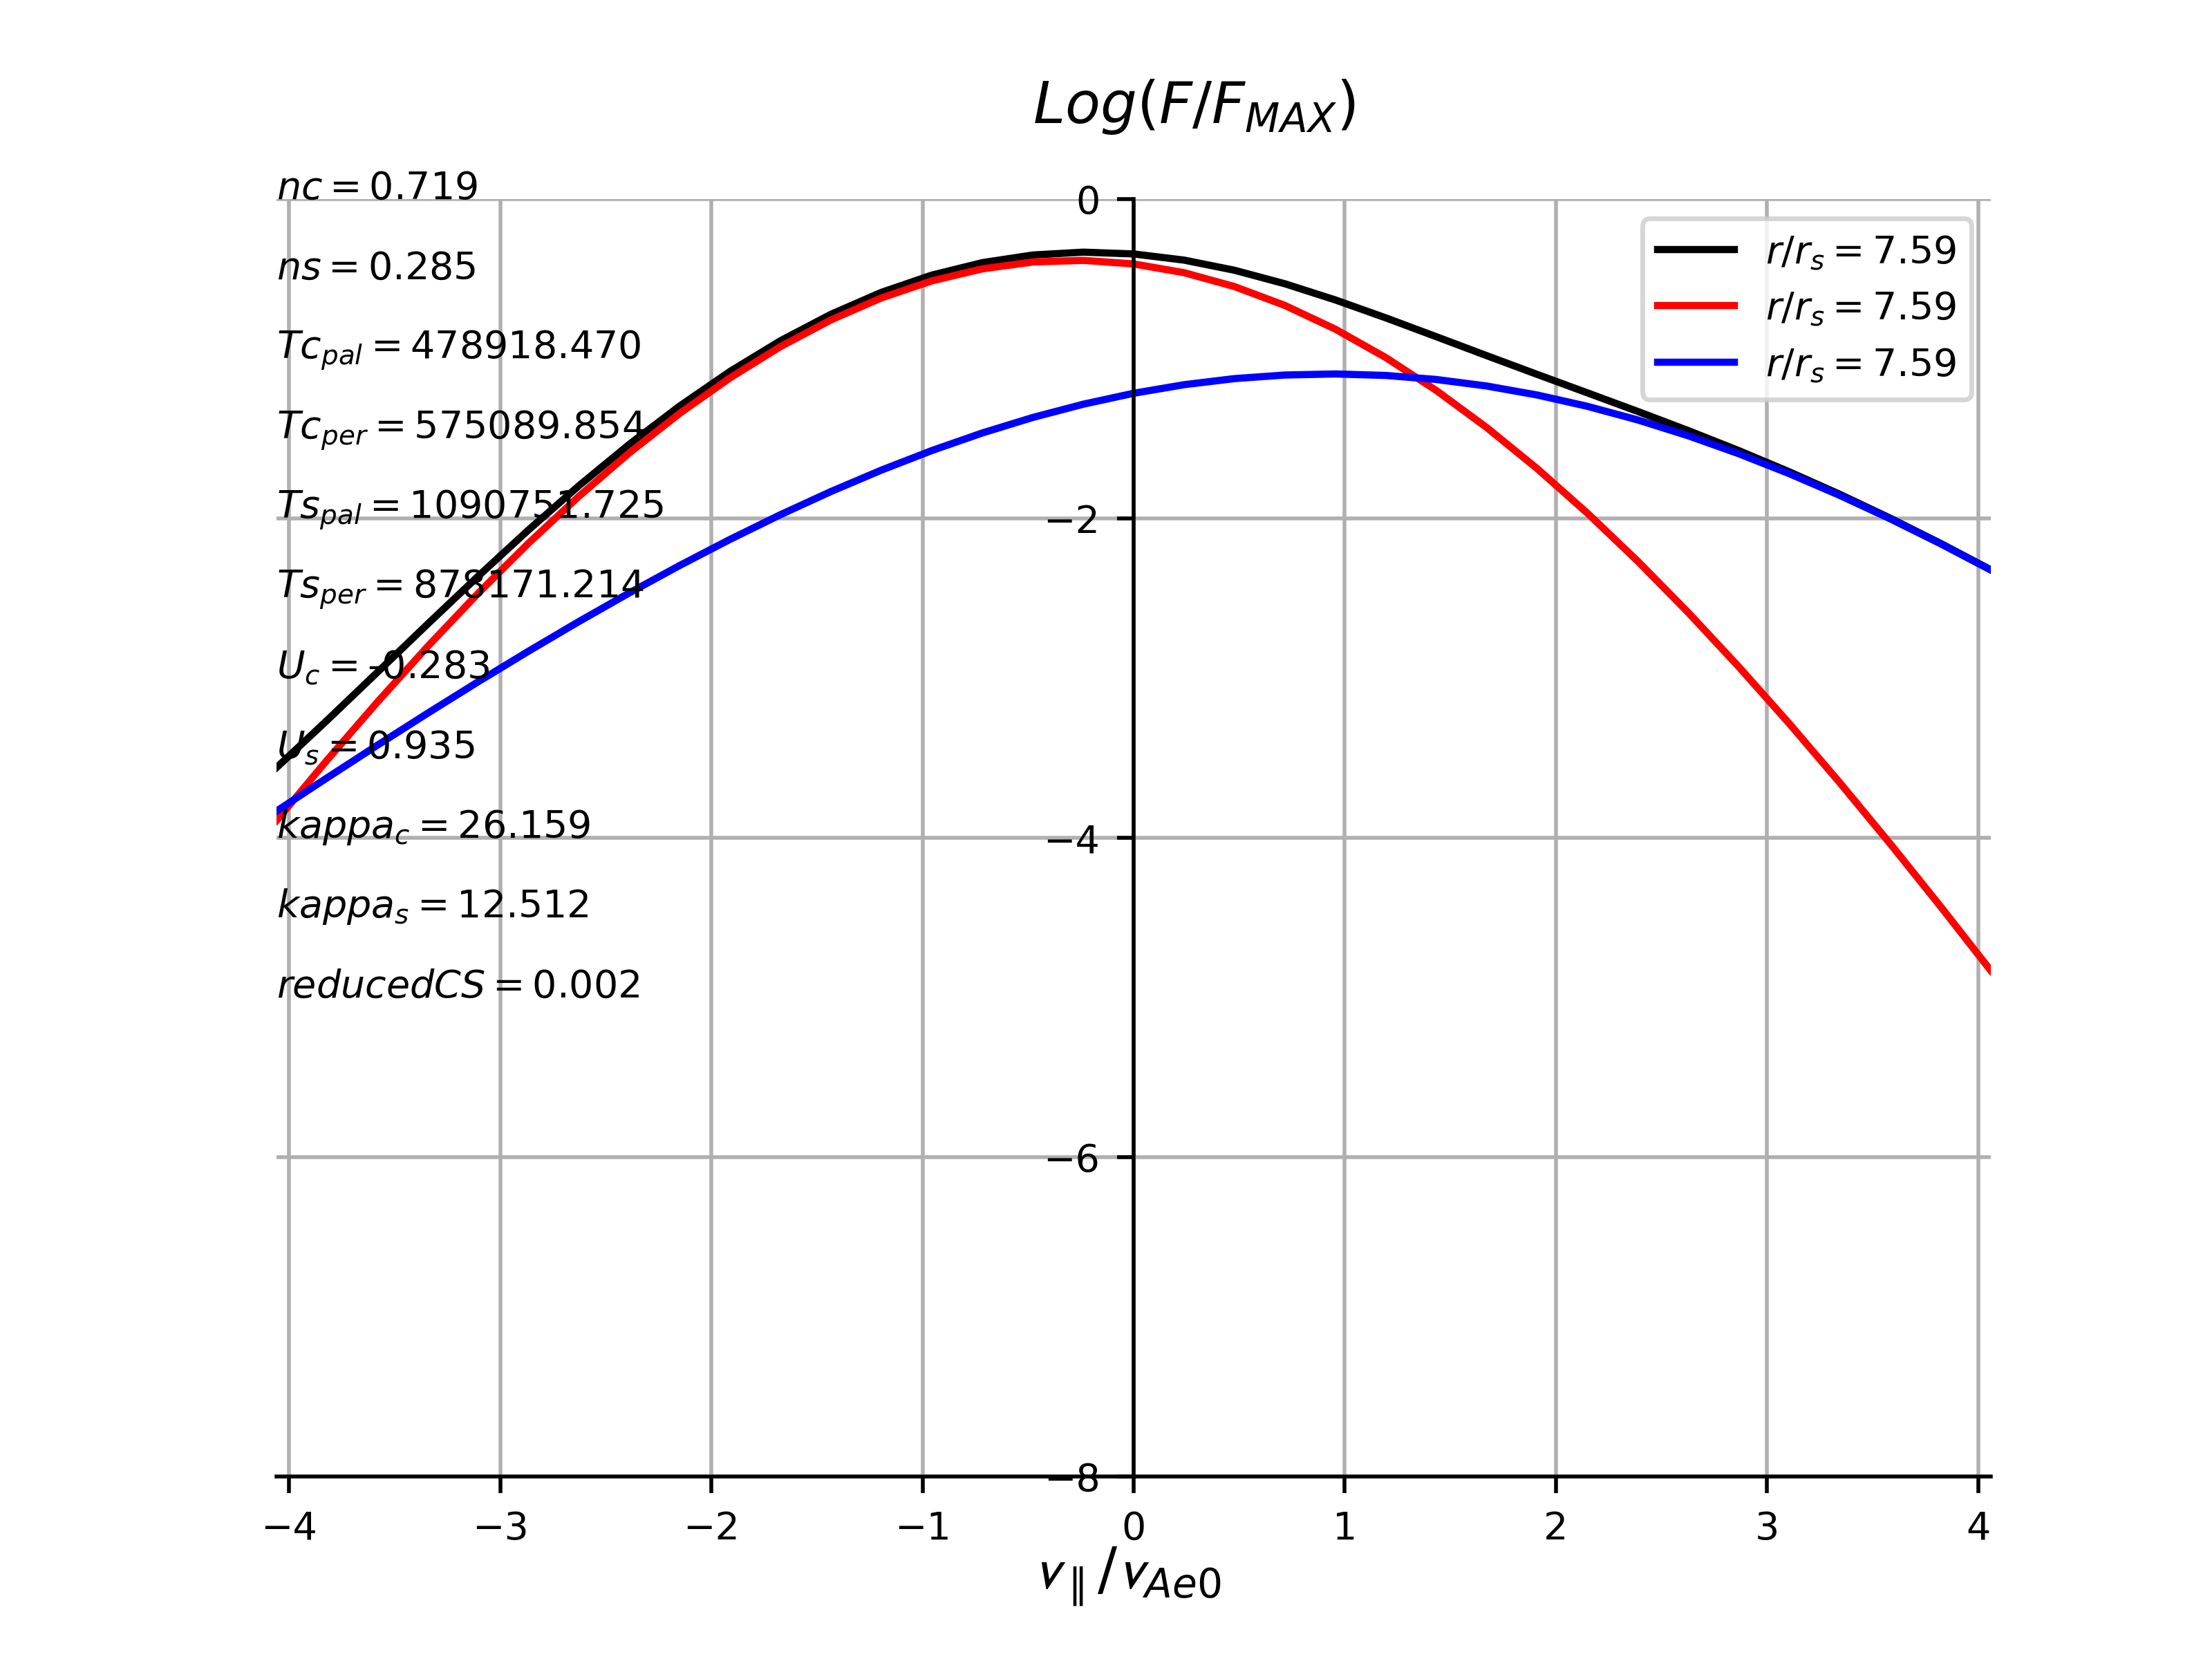 Log(F/F_MAX)
nc = 0.719
ns = 0.285
Tc_pal = 478918.470
Tc_per = 575089.854
Ts_pal = 1090751.725
Ts_per = 878171.214
U_c = -0.283
U_s = 0.935
kappa_c = 26.159
kappa_s = 12.512
reducedCS = 0.002
r/r_s = 7.59
r/r_s = 7.59
r/r_s = 7.59
0
−2
−4
−6
−8
−4 −3 −2 −1 0 1 2 3 4
v_∥/v_Ae0